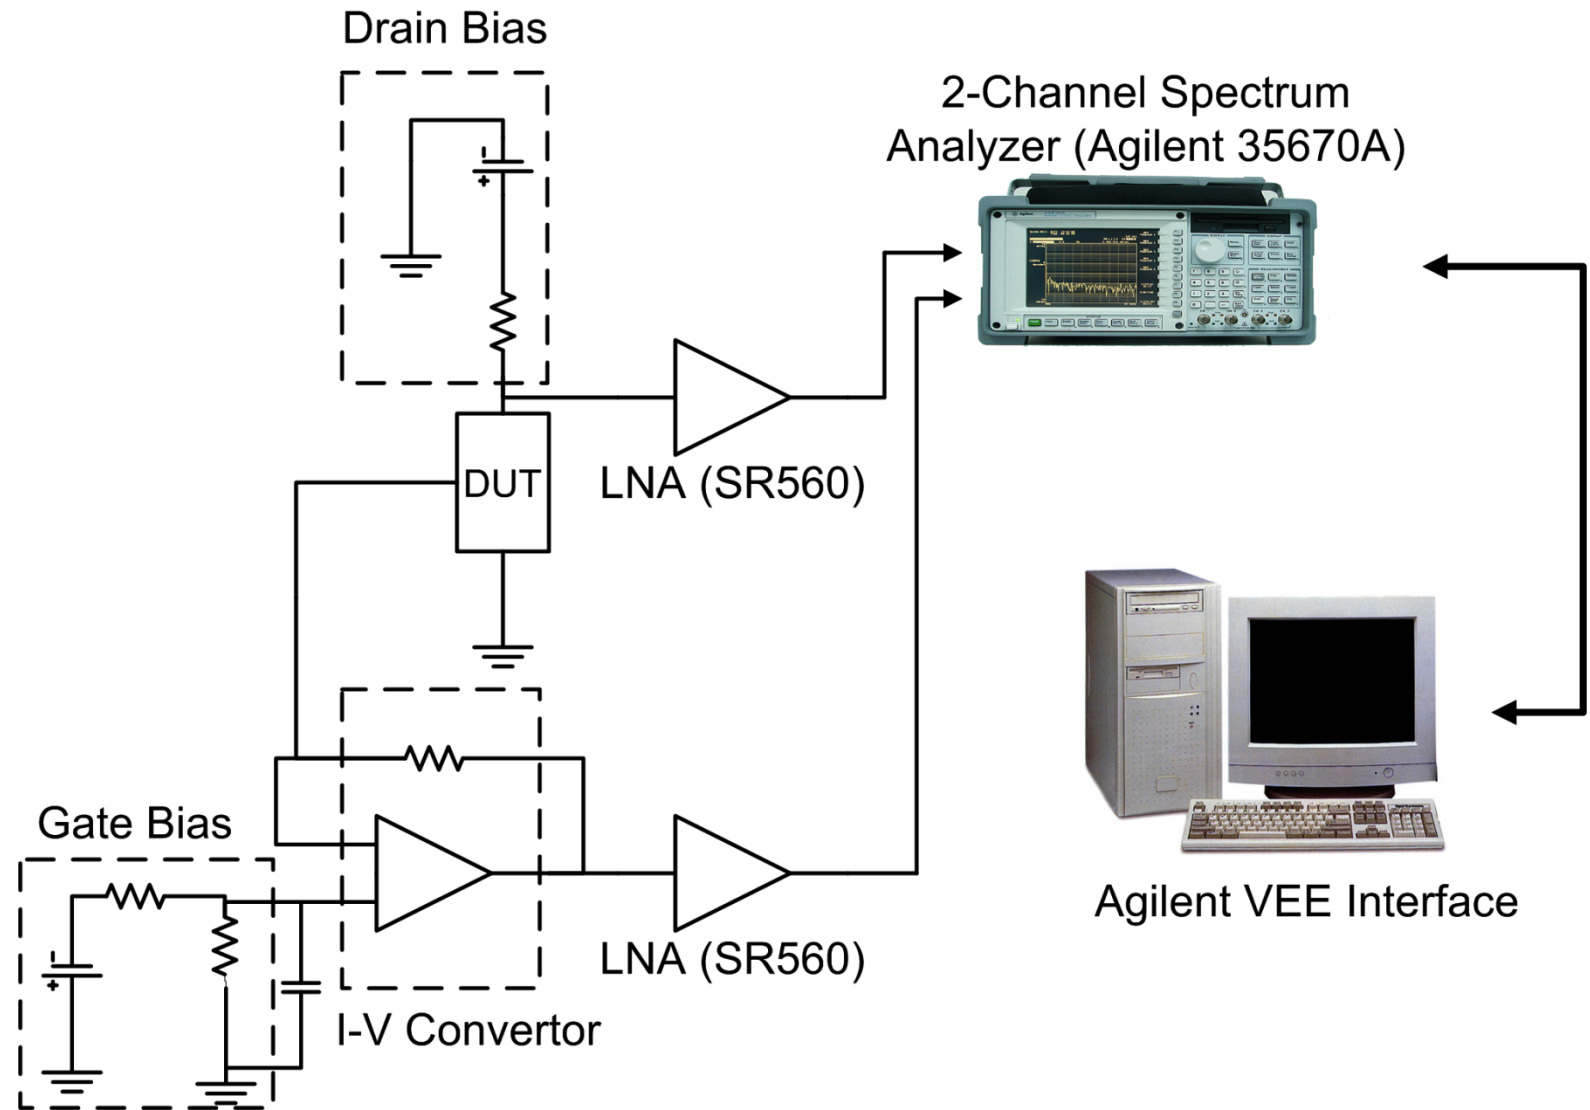 Drain Bias
2-Channel Spectrum
Analyzer (Agilent 35670A)
DUT
LNA (SR560)
Gate Bias
LNA (SR560)
I-V Convertor
Agilent VEE Interface